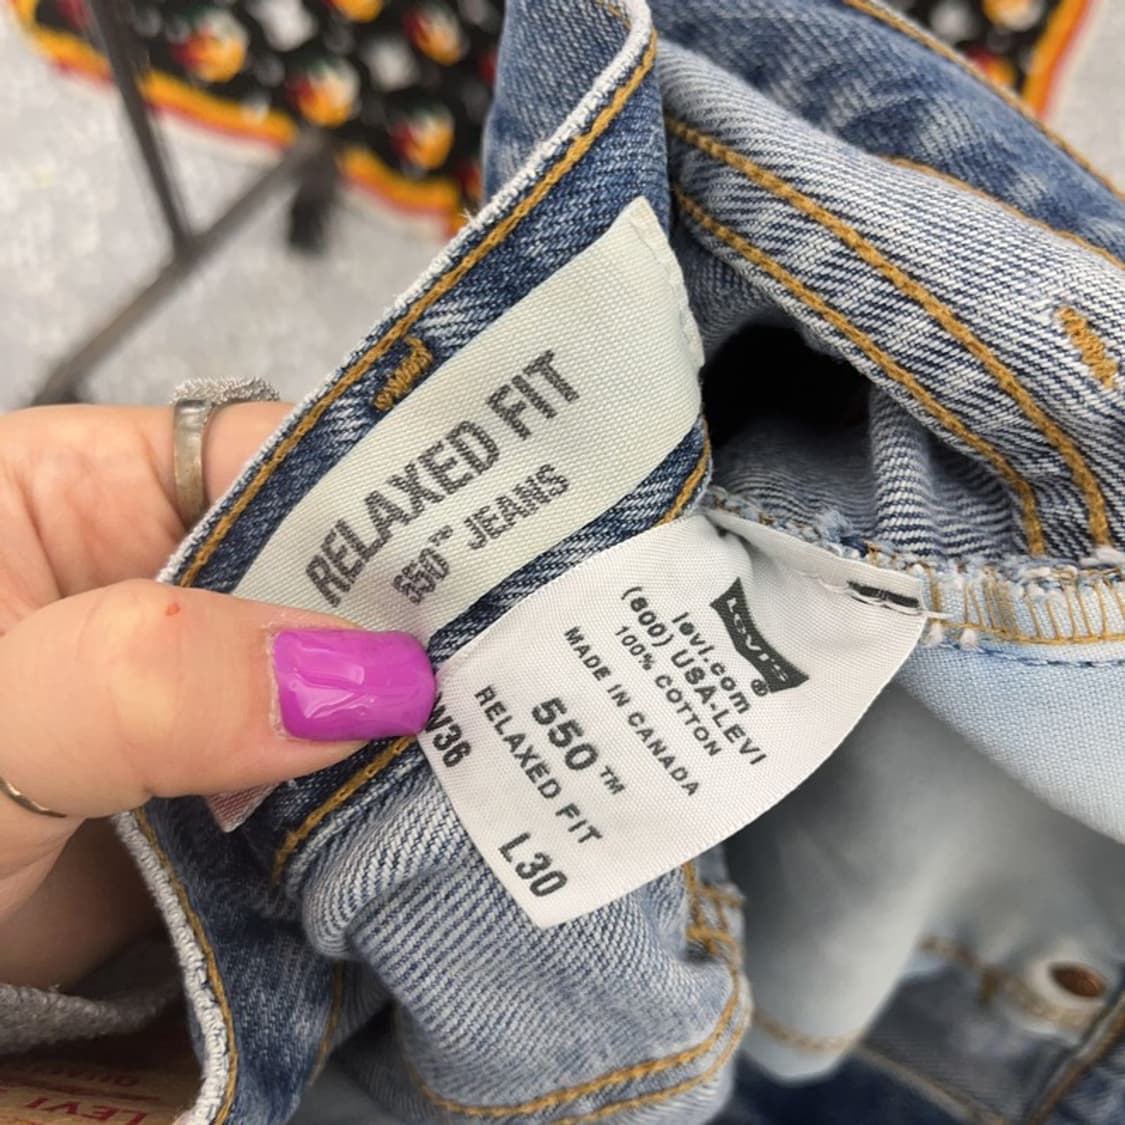 RELAXED FIT
550™ JEANS
LEVI'S®
levi.com
(800) USA-LEVI
100% COTTON
MADE IN CANADA
550™
RELAXED FIT
W36
L30
LEVI